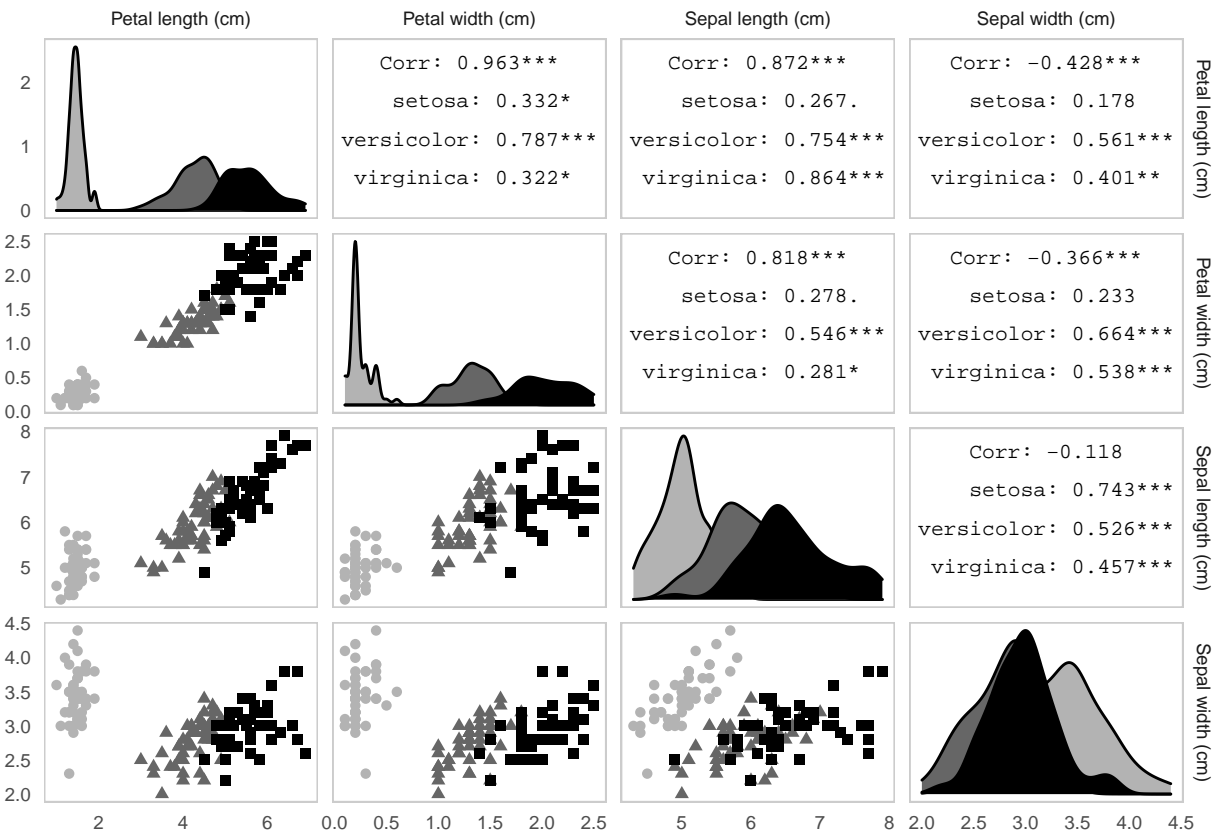 Petal length (cm) Petal width (cm) Sepal length (cm) Sepal width (cm)
Corr: 0.963*** Corr: 0.872*** Corr: -0.428***
setosa: 0.332* setosa: 0.267. setosa: 0.178
versicolor: 0.787*** versicolor: 0.754*** versicolor: 0.561***
virginica: 0.322* virginica: 0.864*** virginica: 0.401**
Petal length (cm)
2
1
0
Corr: 0.818*** Corr: -0.366***
setosa: 0.278. setosa: 0.233
versicolor: 0.546*** versicolor: 0.664***
virginica: 0.281* virginica: 0.538***
Petal width (cm)
2.5
2.0
1.5
1.0
0.5
0.0
Corr: -0.118
setosa: 0.743***
versicolor: 0.526***
virginica: 0.457***
Sepal length (cm)
8
7
6
5
Sepal width (cm)
4.5
4.0
3.5
3.0
2.5
2.0
2 4 6 0.0 0.5 1.0 1.5 2.0 2.5 5 6 7 8 2.0 2.5 3.0 3.5 4.0 4.5